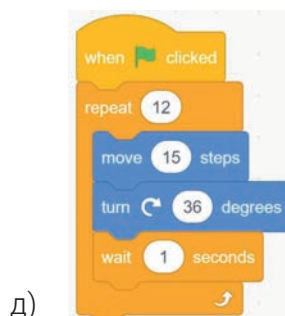 when clicked
repeat 12
move 15 steps
turn 36 degrees
wait 1 seconds
д)